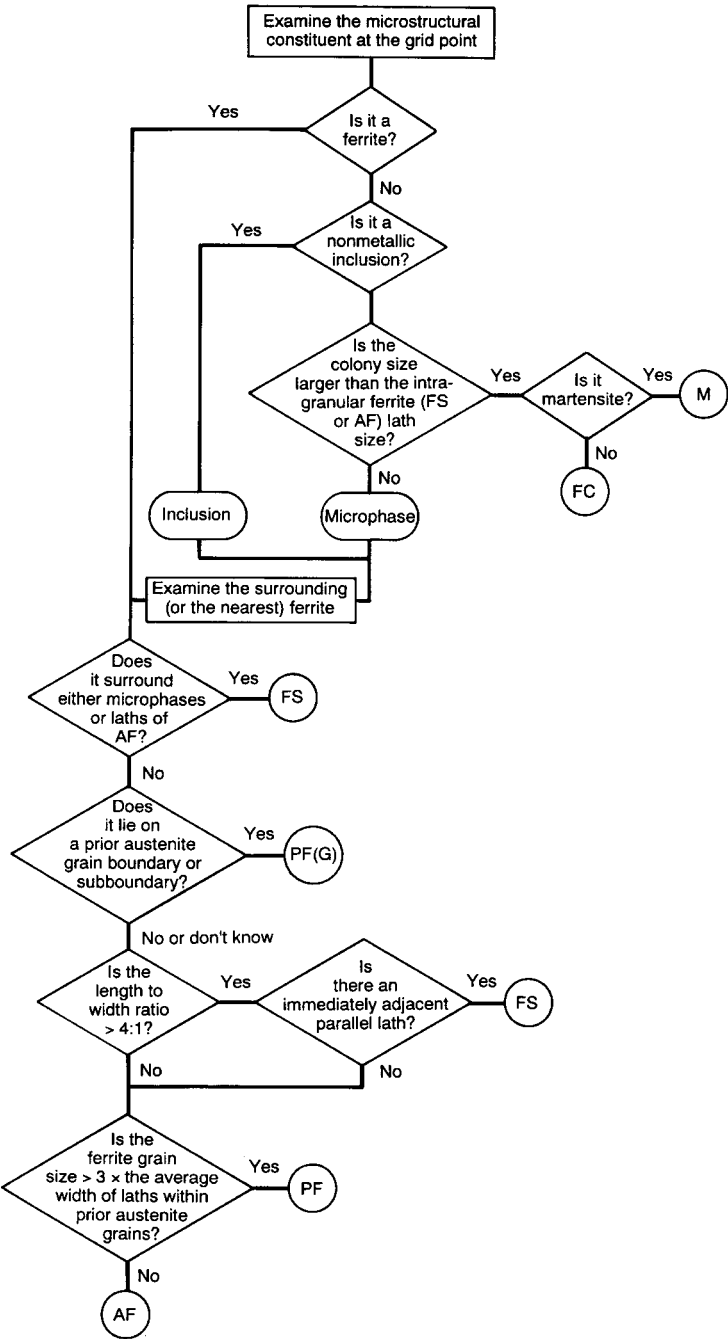 Examine the microstructural
constituent at the grid point
Yes
Is it a
ferrite?
No
Yes
Is it a
nonmetallic
inclusion?
Is the
colony size
larger than the intra-
granular ferrite (FS
or AF) lath
size?
Yes
Is it
martensite?
Yes
M
No
FC
No
Inclusion
Microphase
Examine the surrounding
(or the nearest) ferrite
Does
it surround
either microphases
or laths of
AF?
Yes
FS
No
Does
it lie on
a prior austenite
grain boundary or
subboundary?
Yes
PF(G)
No or don't know
Is the
length to
width ratio
> 4:1?
Yes
Is
there an
immediately adjacent
parallel lath?
Yes
FS
No
No
Is the
ferrite grain
size > 3 × the average
width of laths within
prior austenite
grains?
Yes
PF
No
AF